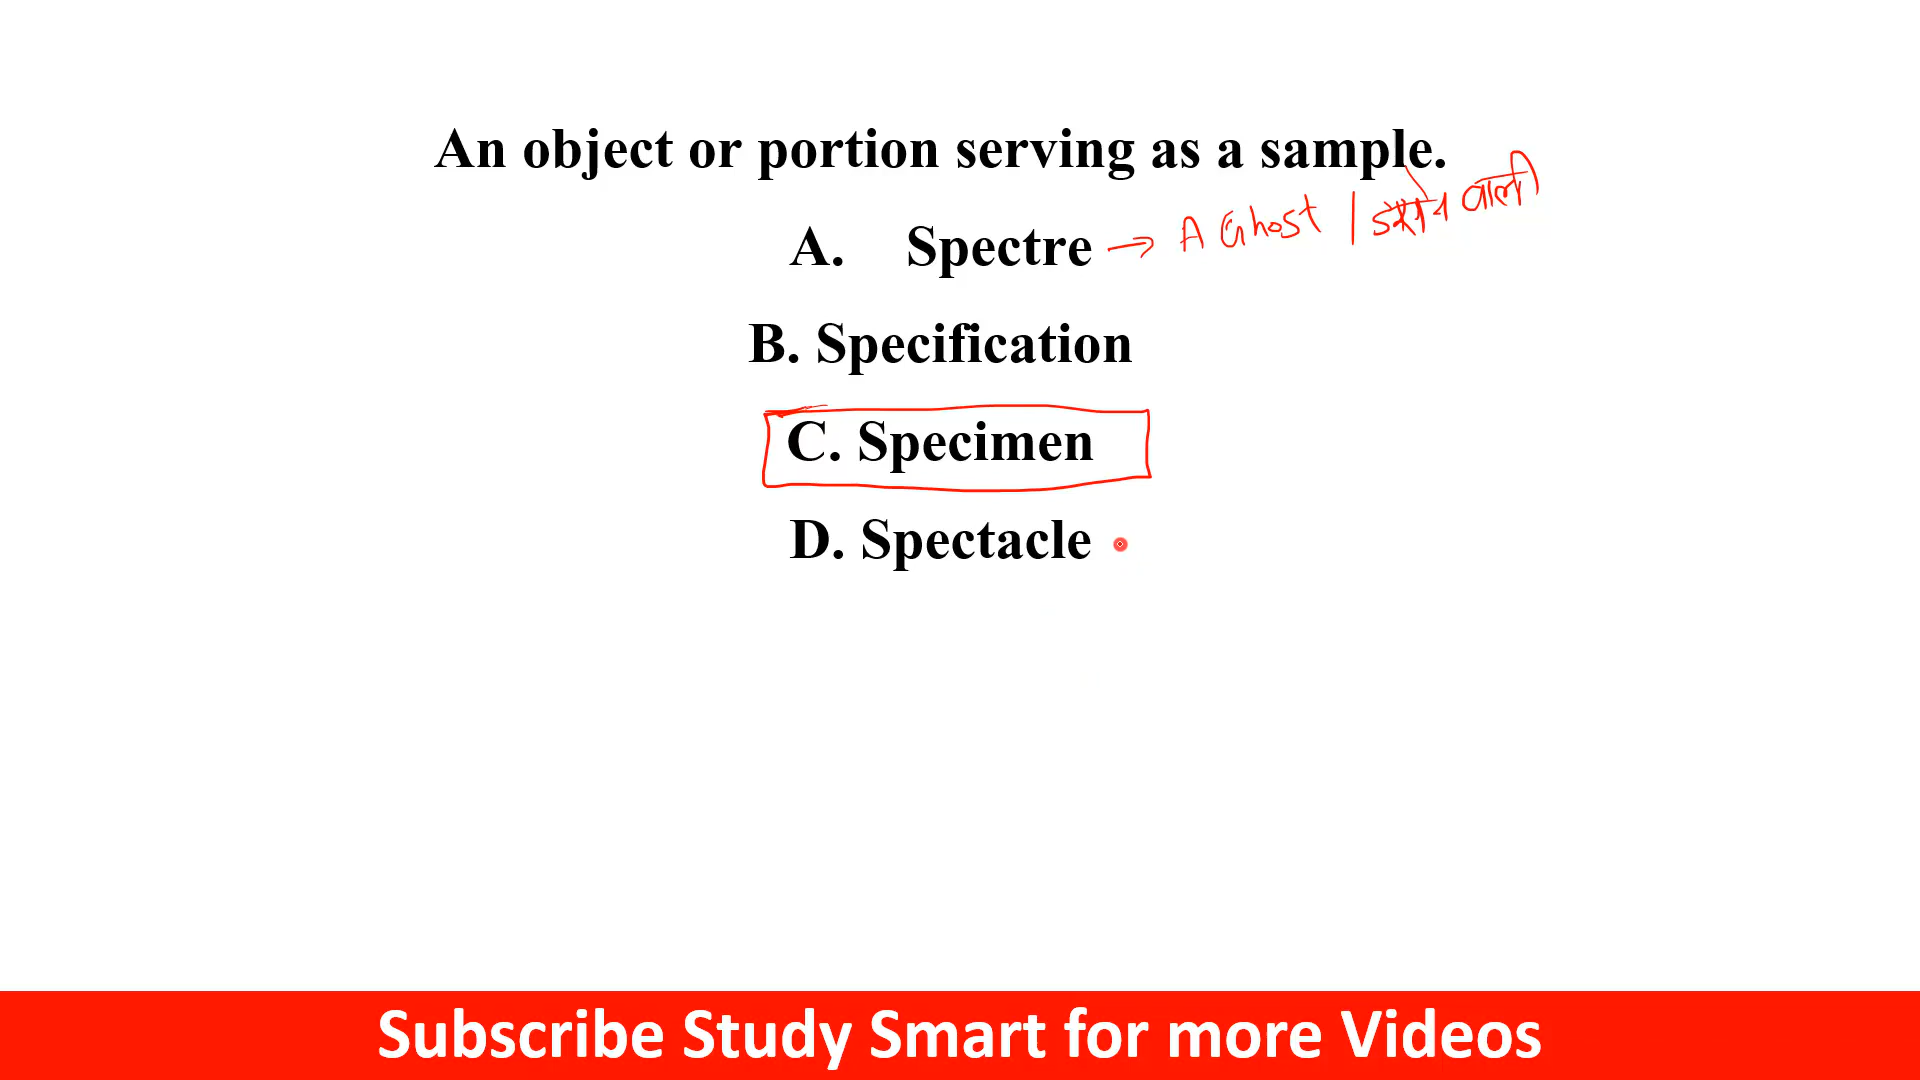 An object or portion serving as a sample.
A. Spectre → A Ghost | डराने वाली
B. Specification
C. Specimen
D. Spectacle
Subscribe Study Smart for more Videos